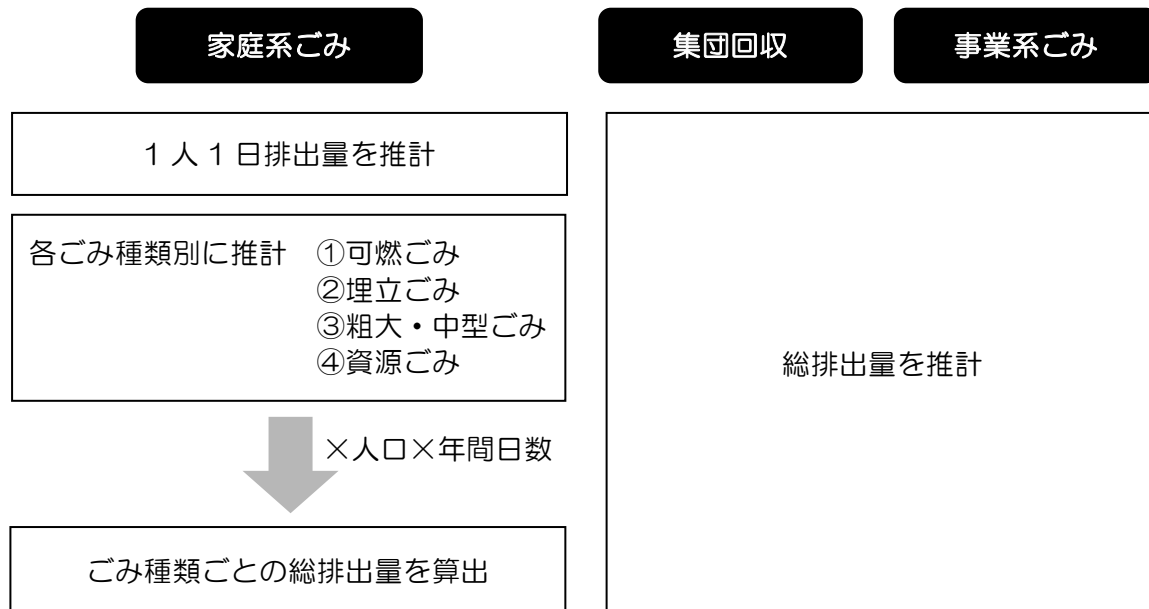 家庭系ごみ
集団回収
事業系ごみ
1人1日排出量を推計
各ごみ種類別に推計 ①可燃ごみ
②埋立ごみ
③粗大・中型ごみ
④資源ごみ
×人口×年間日数
ごみ種類ごとの総排出量を算出
総排出量を推計